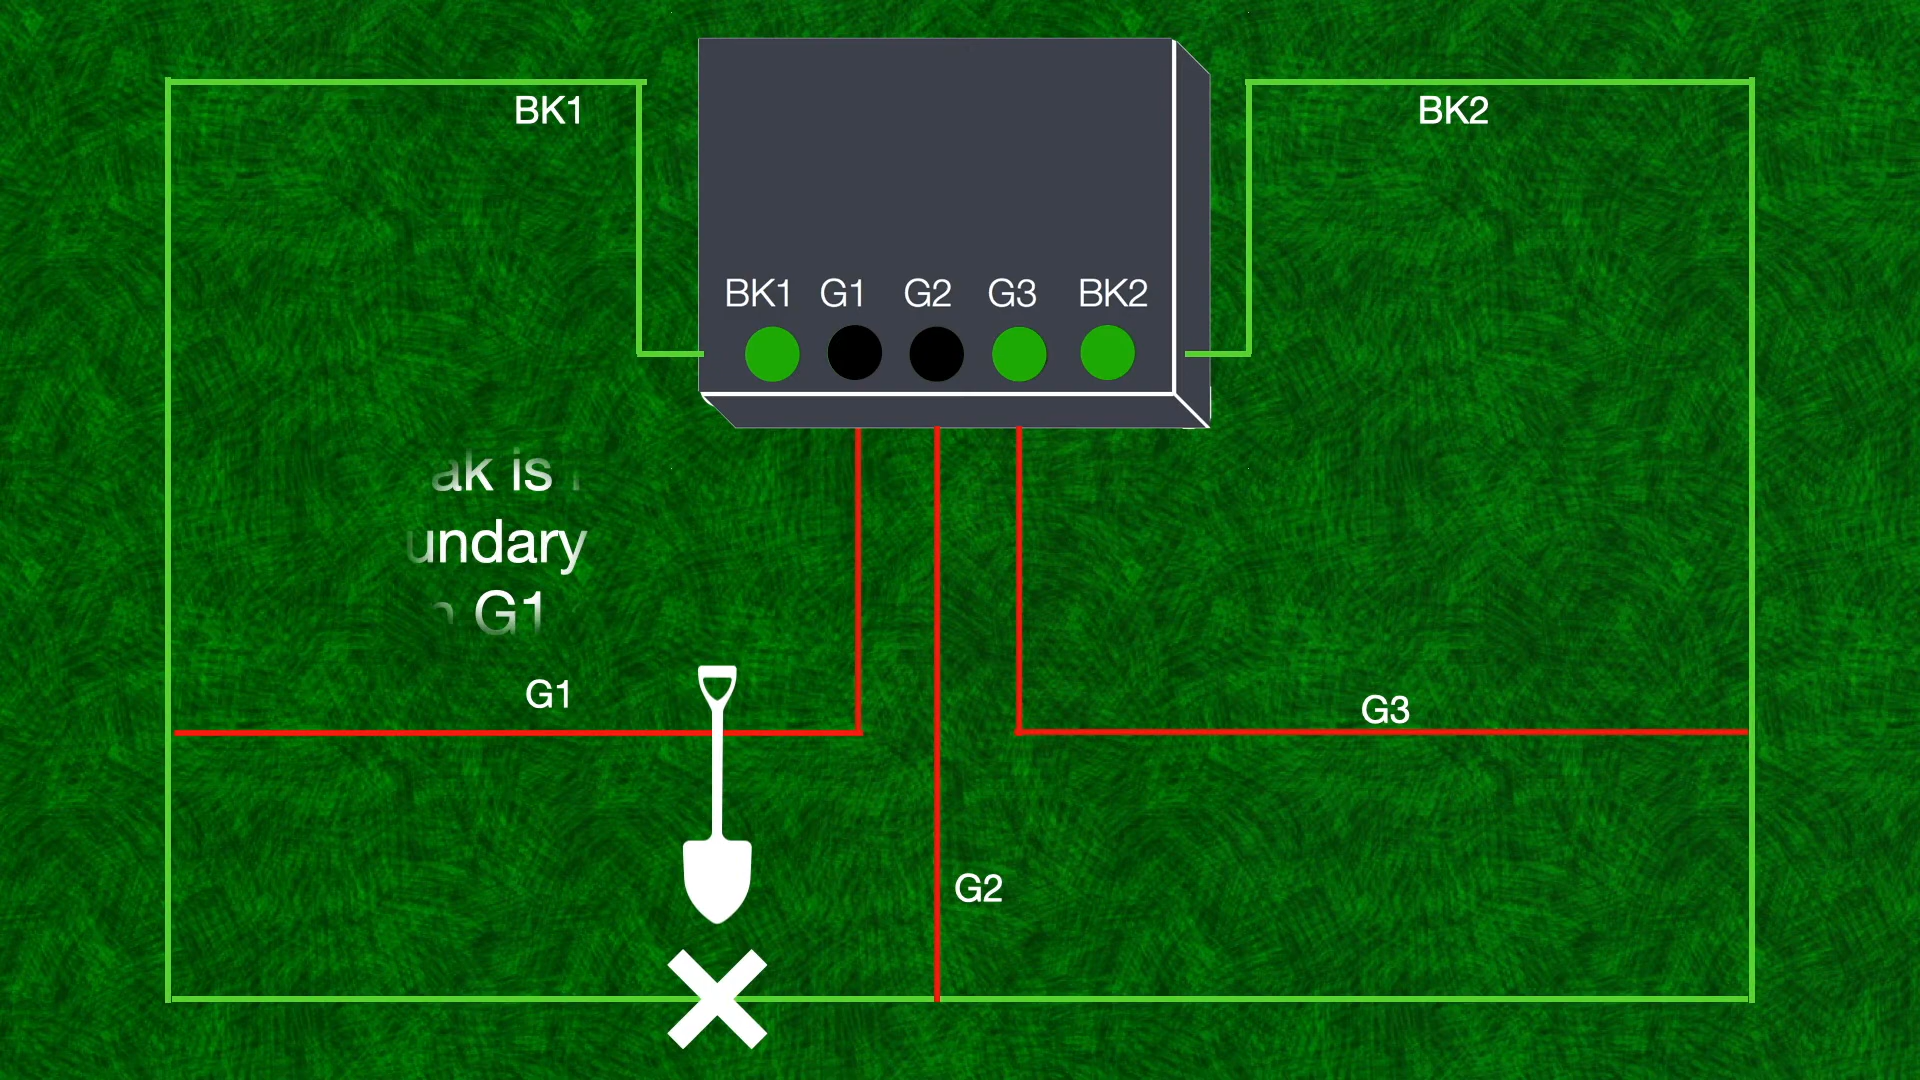 BK1
BK2
BK1 G1 G2 G3 BK2
ak is
undary
G1
G1
G3
G2